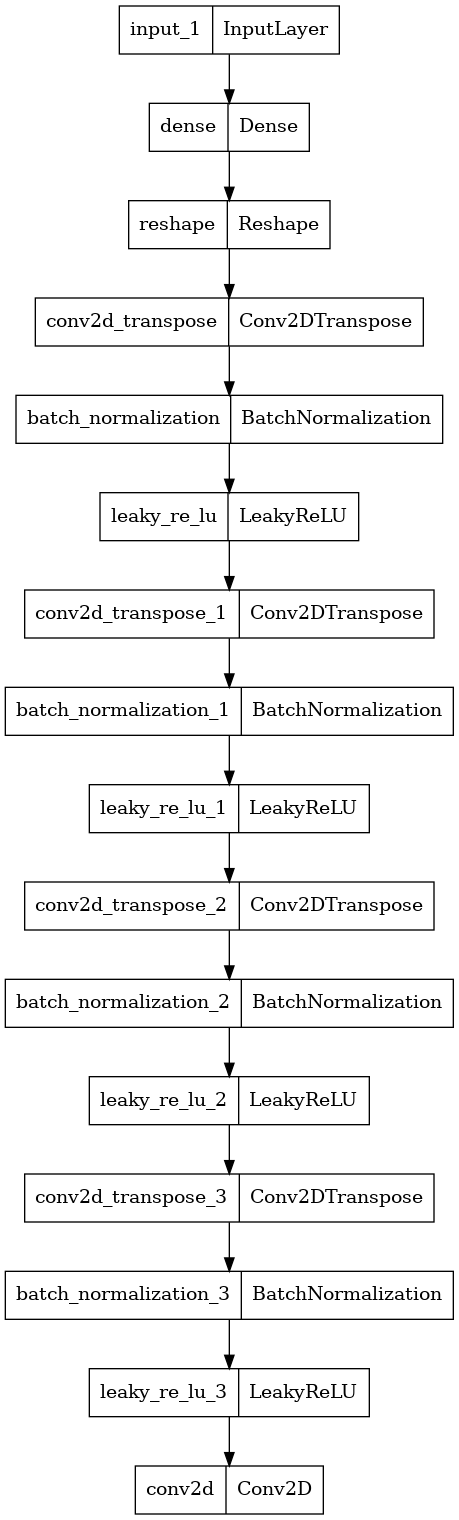 input_1 InputLayer
dense Dense
reshape Reshape
conv2d_transpose Conv2DTranspose
batch_normalization BatchNormalization
leaky_re_lu LeakyReLU
conv2d_transpose_1 Conv2DTranspose
batch_normalization_1 BatchNormalization
leaky_re_lu_1 LeakyReLU
conv2d_transpose_2 Conv2DTranspose
batch_normalization_2 BatchNormalization
leaky_re_lu_2 LeakyReLU
conv2d_transpose_3 Conv2DTranspose
batch_normalization_3 BatchNormalization
leaky_re_lu_3 LeakyReLU
conv2d Conv2D